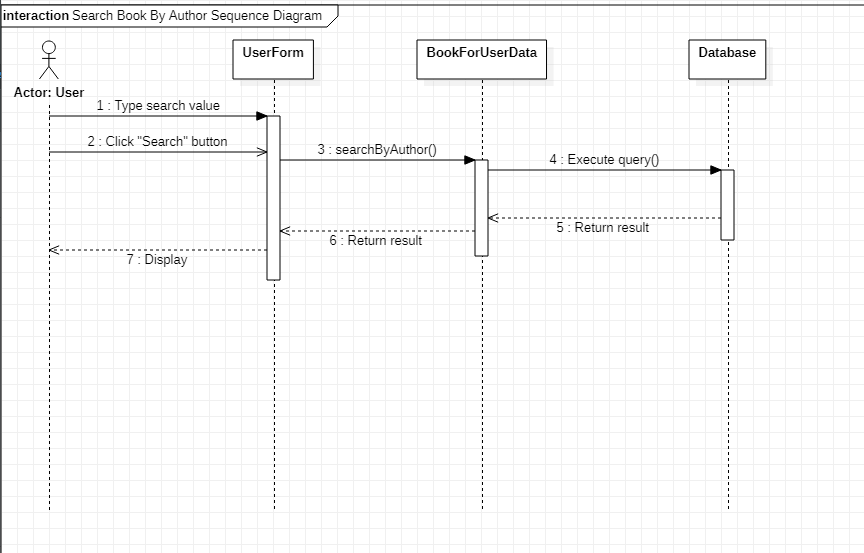 interaction Search Book By Author Sequence Diagram
UserForm
BookForUserData
Database
Actor: User
1 : Type search value
2 : Click "Search" button
3 : searchByAuthor()
4 : Execute query()
5 : Return result
6 : Return result
7 : Display